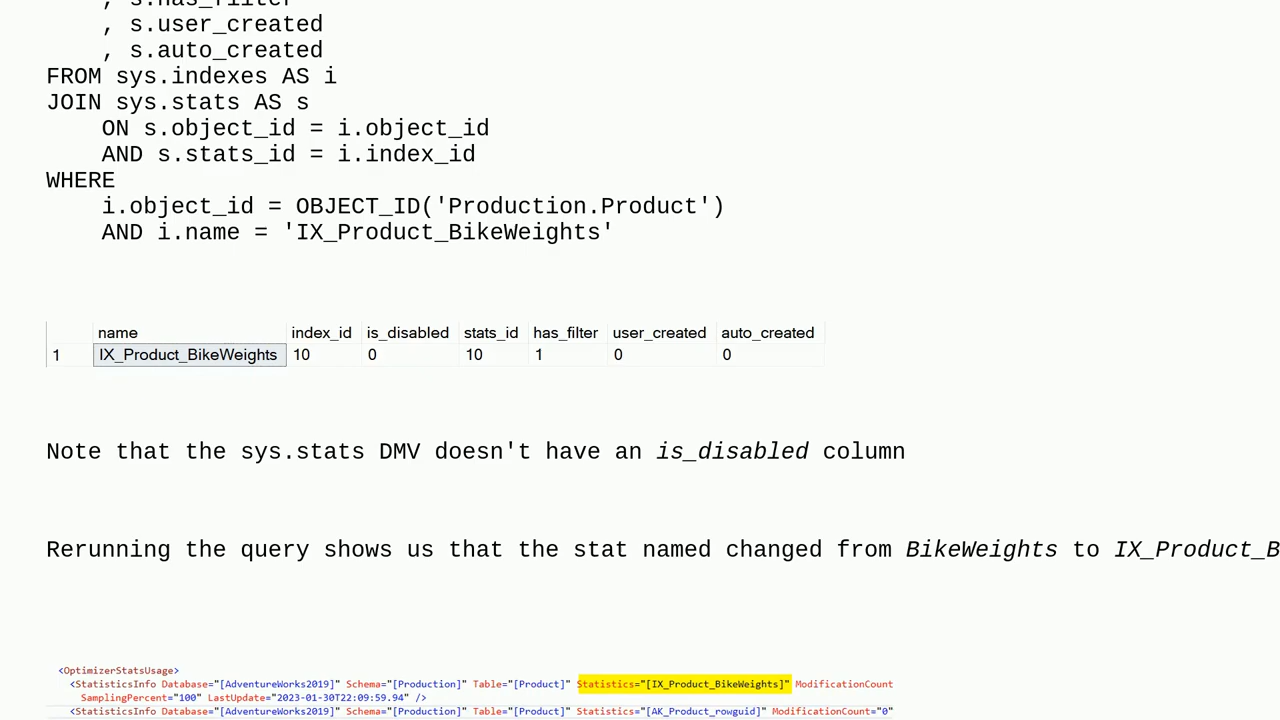 , s.has_filter
, s.user_created
, s.auto_created
FROM sys.indexes AS i
JOIN sys.stats AS s
ON s.object_id = i.object_id
AND s.stats_id = i.index_id
WHERE
i.object_id = OBJECT_ID('Production.Product')
AND i.name = 'IX_Product_BikeWeights'
name index_id is_disabled stats_id has_filter user_created auto_created
1 IX_Product_BikeWeights 10 0 10 1 0 0
Note that the sys.stats DMV doesn't have an is_disabled column
Rerunning the query shows us that the stat named changed from BikeWeights to IX_Product_B
<OptimizerStatsUsage>
<StatisticsInfo Database="[AdventureWorks2019]" Schema="[Production]" Table="[Product]" Statistics="[IX_Product_BikeWeights]" ModificationCount
SamplingPercent="100" LastUpdate="2023-01-30T22:09:59.94" />
<StatisticsInfo Database="[AdventureWorks2019]" Schema="[Production]" Table="[Product]" Statistics="[AK_Product_rowguid]" ModificationCount="0"